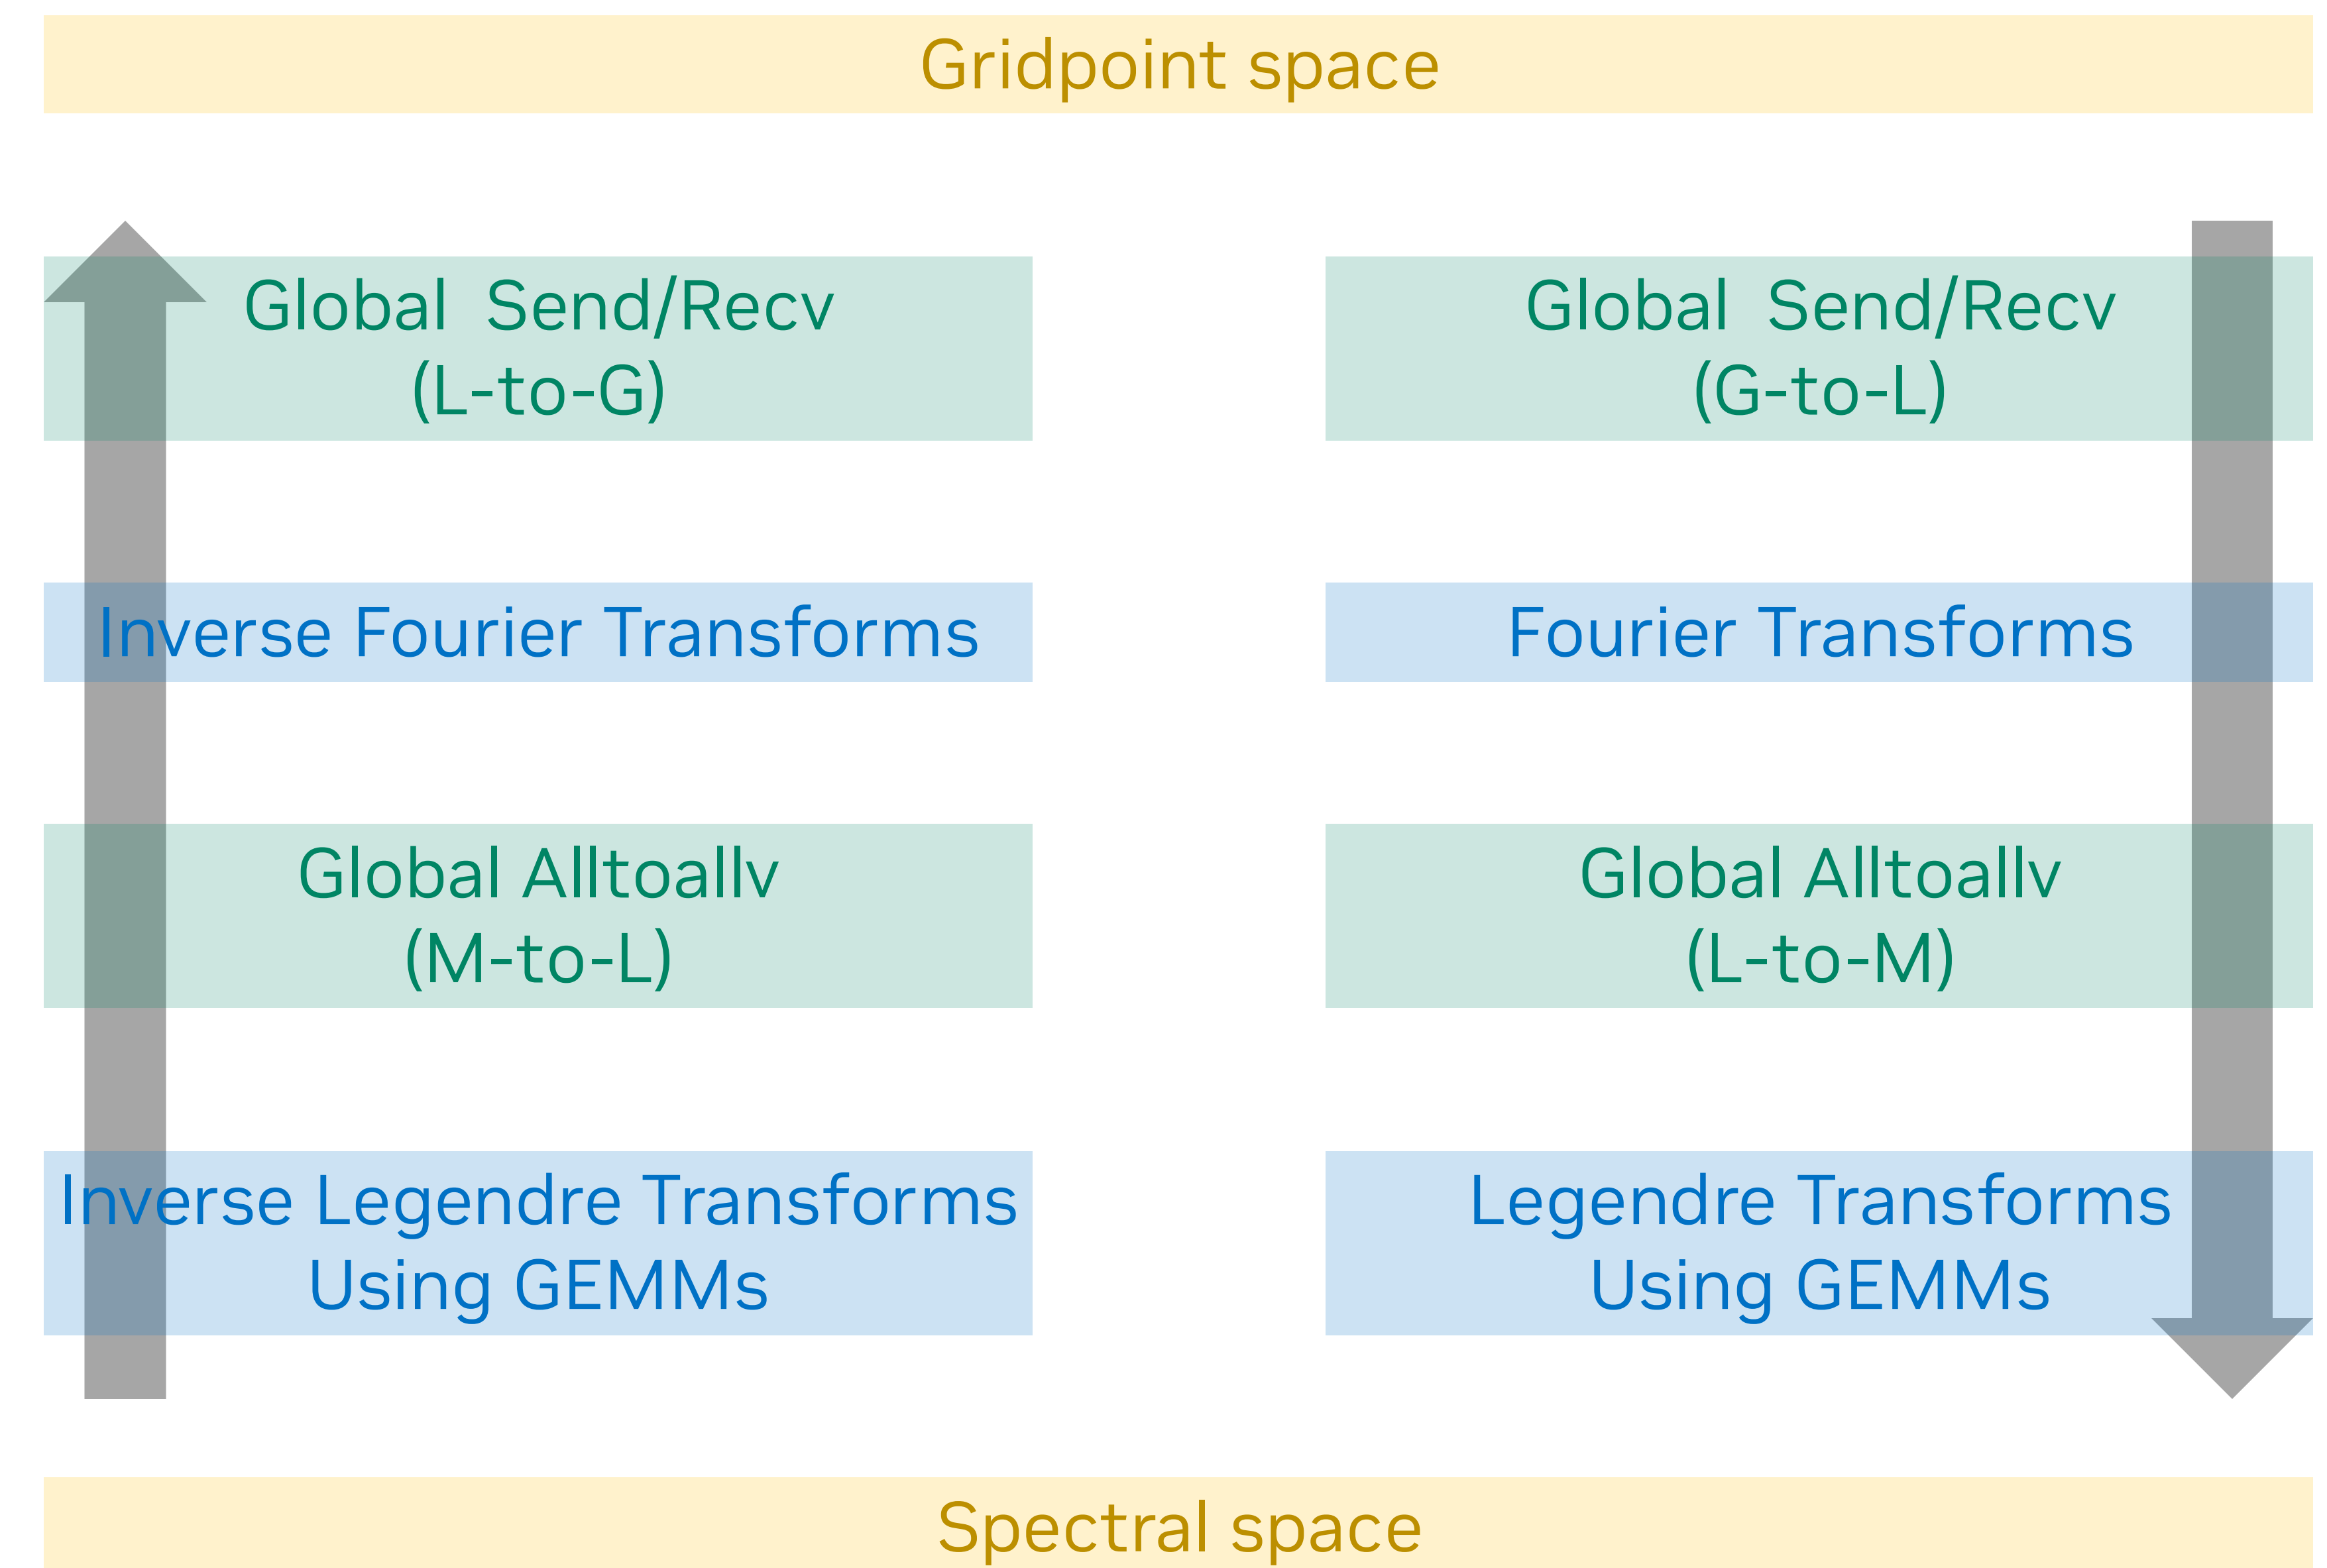 Gridpoint space
Global Send/Recv
(L-to-G)
Global Send/Recv
(G-to-L)
Inverse Fourier Transforms
Fourier Transforms
Global Alltoallv
(M-to-L)
Global Alltoallv
(L-to-M)
Inverse Legendre Transforms
Using GEMMs
Legendre Transforms
Using GEMMs
Spectral space